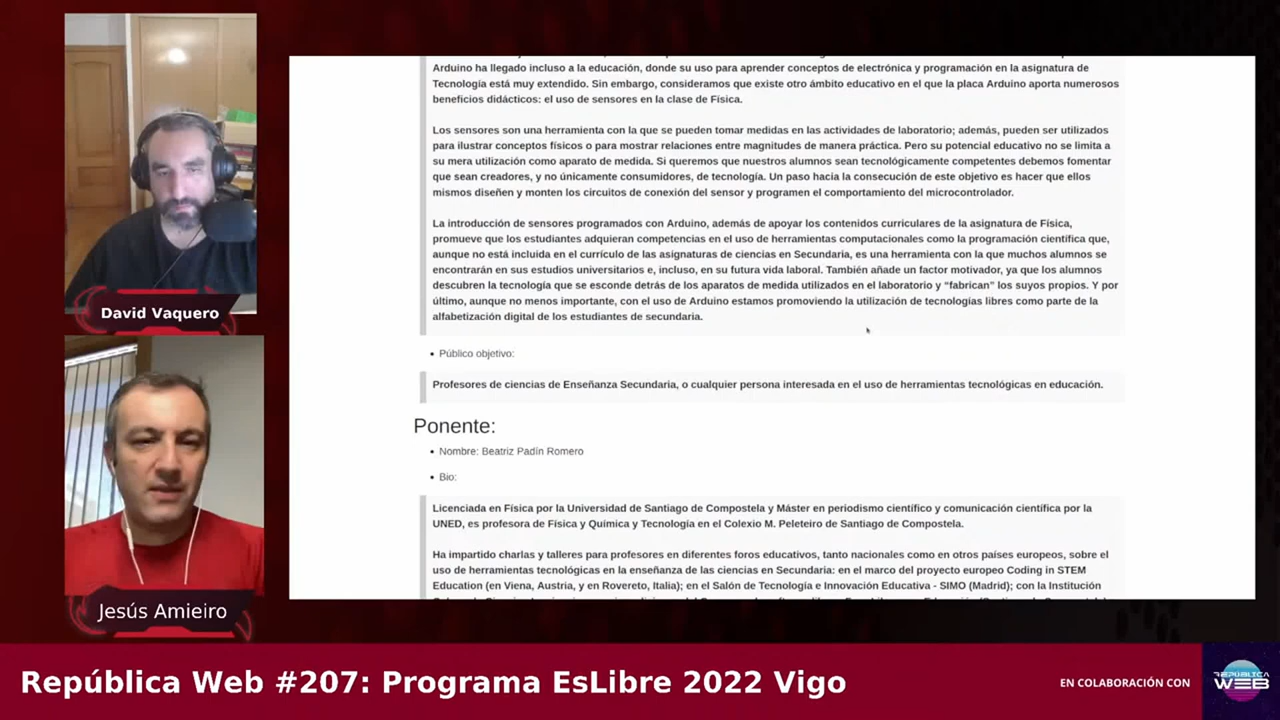 Arduino ha llegado incluso a la educación, donde su uso para aprender conceptos de electrónica y programación en la asignatura de
Tecnología está muy extendido. Sin embargo, consideramos que existe otro ámbito educativo en el que la placa Arduino aporta numerosos
beneficios didácticos: el uso de sensores en la clase de Física.
Los sensores son una herramienta con la que se pueden tomar medidas en las actividades de laboratorio; además, pueden ser utilizados
para ilustrar conceptos físicos o para mostrar relaciones entre magnitudes de manera práctica. Pero su potencial educativo no se limita a
su mera utilización como aparato de medida. Si queremos que nuestros alumnos sean tecnológicamente competentes debemos fomentar
que sean creadores, y no únicamente consumidores, de tecnología. Un paso hacia la consecución de este objetivo es hacer que ellos
mismos diseñen y monten los circuitos de conexión del sensor y programen el comportamiento del microcontrolador.
La introducción de sensores programados con Arduino, además de apoyar los contenidos curriculares de la asignatura de Física,
promueve que los estudiantes adquieran competencias en el uso de herramientas computacionales como la programación científica que,
aunque no está incluida en el currículo de las asignaturas de ciencias en Secundaria, es una herramienta con la que muchos alumnos se
encontrarán en sus estudios universitarios e, incluso, en su futura vida laboral. También añade un factor motivador, ya que los alumnos
descubren la tecnología que se esconde detrás de los aparatos de medida utilizados en el laboratorio y “fabrican” los suyos propios. Y por
último, aunque no menos importante, con el uso de Arduino estamos promoviendo la utilización de tecnologías libres como parte de la
alfabetización digital de los estudiantes de secundaria.
• Público objetivo:
Profesores de ciencias de Enseñanza Secundaria, o cualquier persona interesada en el uso de herramientas tecnológicas en educación.
Ponente:
• Nombre: Beatriz Padín Romero
• Bio:
Licenciada en Física por la Universidad de Santiago de Compostela y Máster en periodismo científico y comunicación científica por la
UNED, es profesora de Física y Química y Tecnología en el Colexio M. Peleteiro de Santiago de Compostela.
Ha impartido charlas y talleres para profesores en diferentes foros educativos, tanto nacionales como en otros países europeos, sobre el
uso de herramientas tecnológicas en la enseñanza de las ciencias en Secundaria: en el marco del proyecto europeo Coding in STEM
Education (en Viena, Austria, y en Rovereto, Italia); en el Salón de Tecnología e Innovación Educativa - SIMO (Madrid); con la Institución
David Vaquero
Jesús Amieiro
República Web #207: Programa EsLibre 2022 Vigo
EN COLABORACIÓN CON
REPÚBLICA
WEB